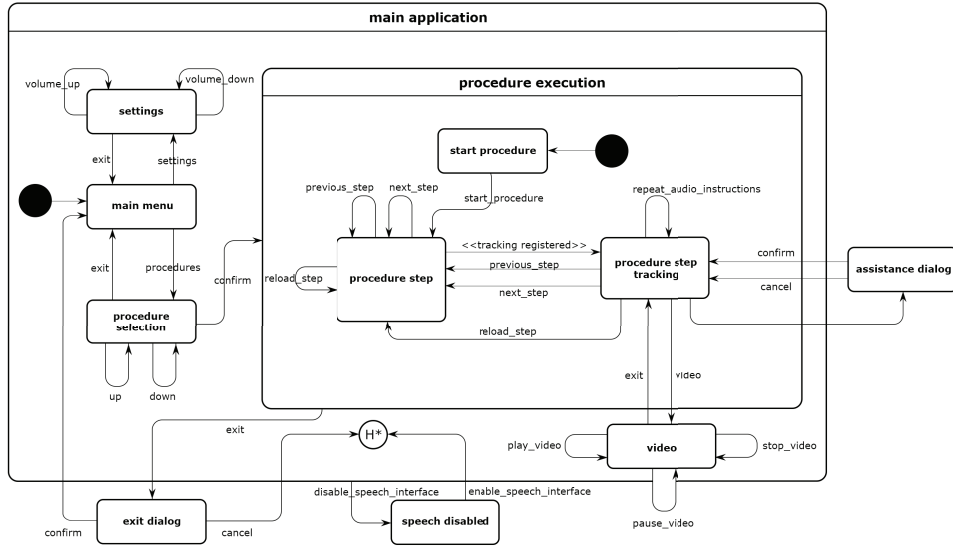 main application
procedure execution
volume_up
volume_down
settings
exit
settings
main menu
exit
procedures
procedure
selection
confirm
up
down
start procedure
start_procedure
previous_step
next_step
repeat_audio_instructions
<<tracking registered>>
reload_step
procedure step
previous_step
next_step
procedure step
tracking
confirm
cancel
assistance dialog
reload_step
exit
video
exit
H*
play_video
video
stop_video
pause_video
disable_speech_interface
enable_speech_interface
confirm
exit dialog
cancel
speech disabled